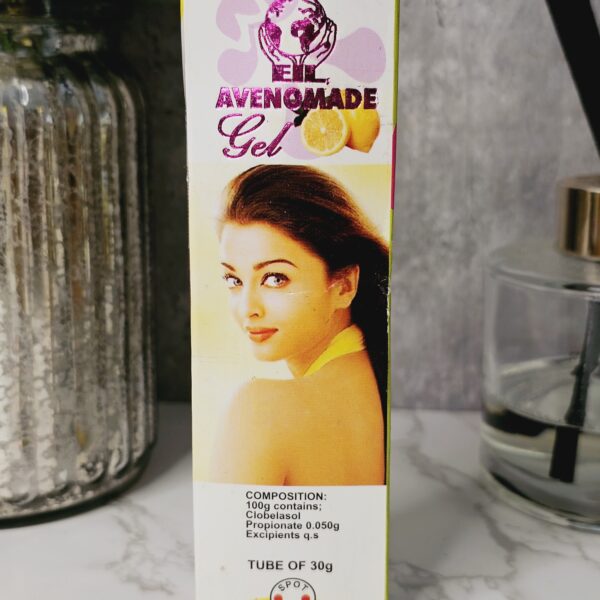 EIL
AVENOMADE
Gel
COMPOSITION:
100g contains;
Clobelasol
Propionate 0.050g
Excipients q.s
TUBE OF 30g
SPOT